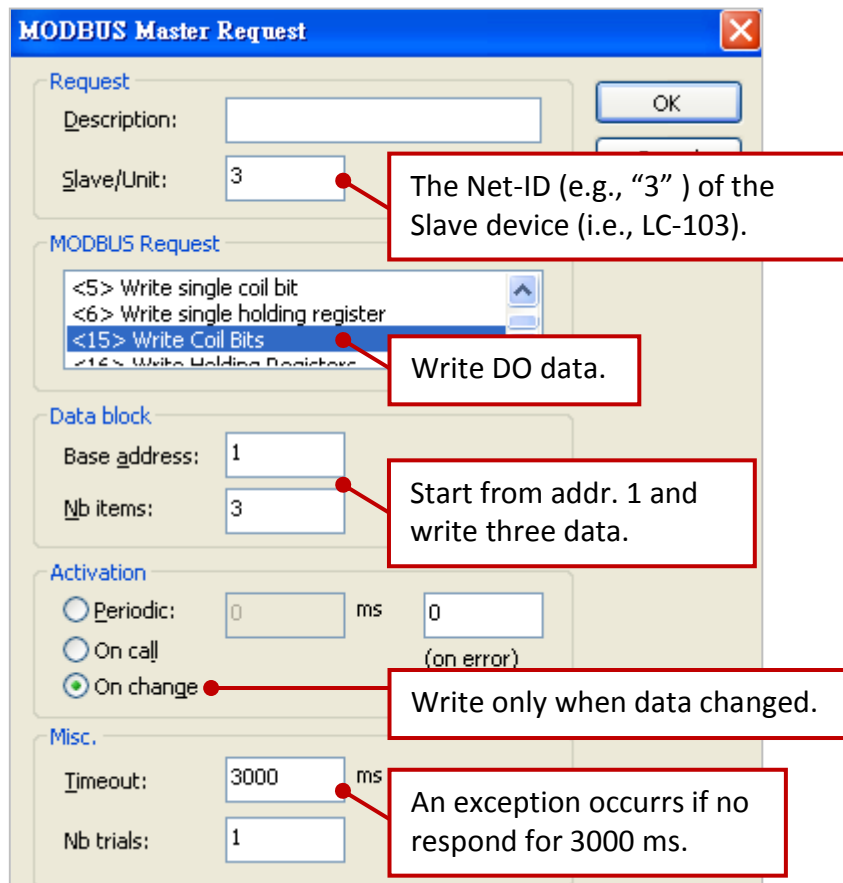 MODBUS Master Request
Request
Description:
OK
Slave/Unit: 3
The Net-ID (e.g., “3” ) of the
Slave device (i.e., LC-103).
MODBUS Request
<5> Write single coil bit
<6> Write single holding register
<15> Write Coil Bits
<16> Write Holding Registers
Write DO data.
Data block
Base address: 1
Nb items: 3
Start from addr. 1 and
write three data.
Activation
Periodic: 0 ms 0
On call (on error)
On change
Write only when data changed.
Misc.
Timeout: 3000 ms
An exception occurrs if no
respond for 3000 ms.
Nb trials: 1